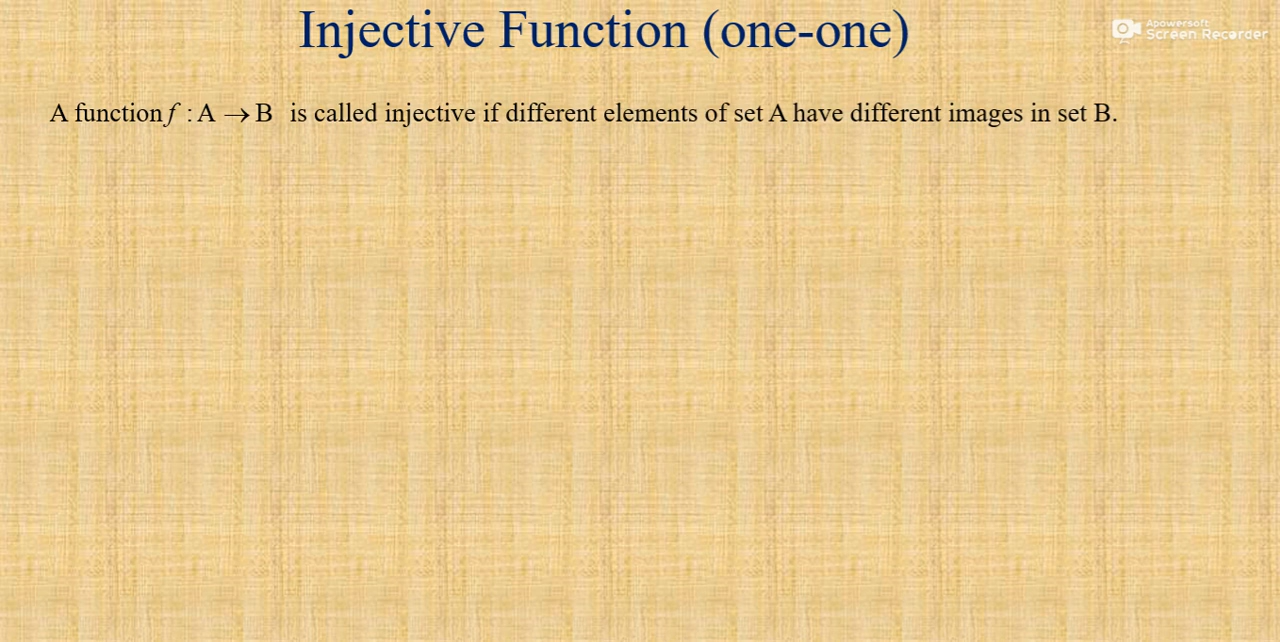 Injective Function (one-one)
Apowersoft
Screen Recorder
A function f : A → B is called injective if different elements of set A have different images in set B.